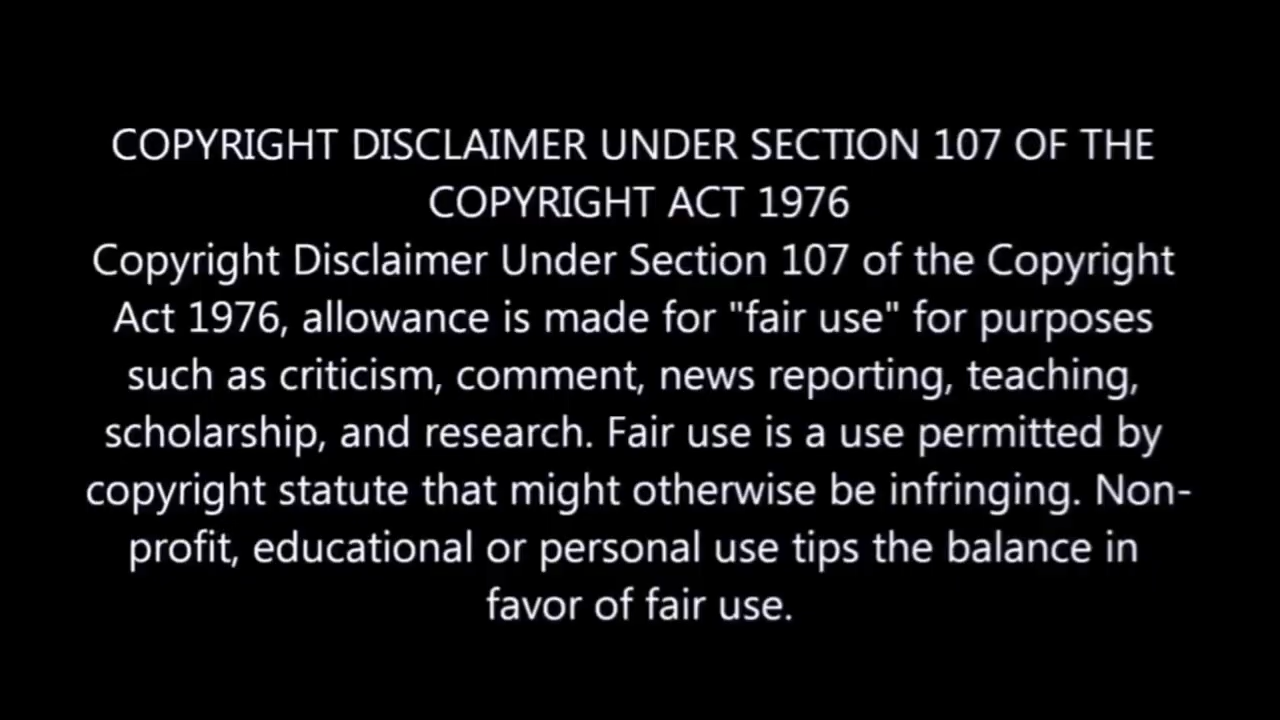 COPYRIGHT DISCLAIMER UNDER SECTION 107 OF THE
COPYRIGHT ACT 1976
Copyright Disclaimer Under Section 107 of the Copyright
Act 1976, allowance is made for "fair use" for purposes
such as criticism, comment, news reporting, teaching,
scholarship, and research. Fair use is a use permitted by
copyright statute that might otherwise be infringing. Non-
profit, educational or personal use tips the balance in
favor of fair use.